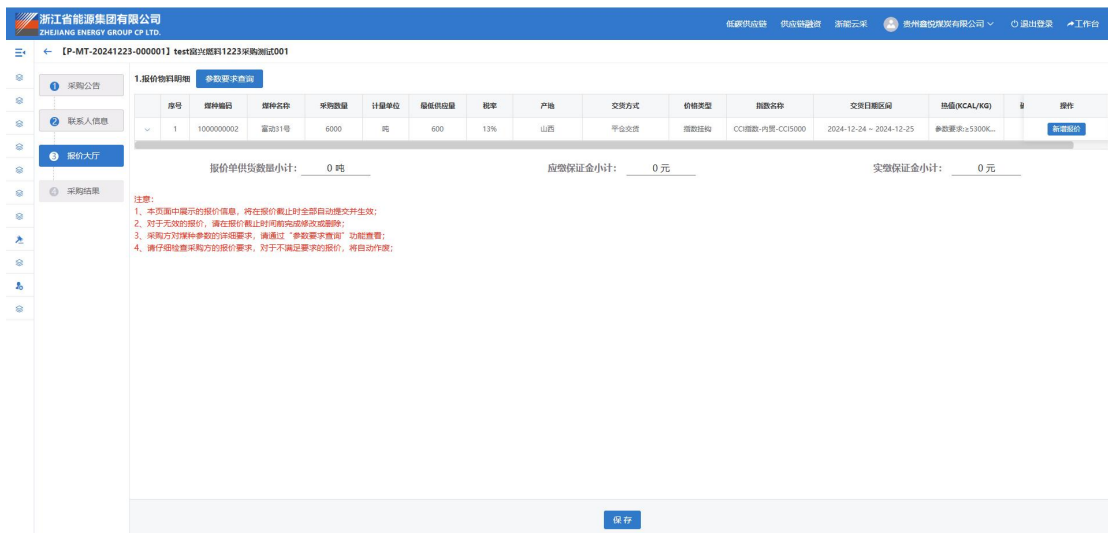 浙江省能源集团有限公司
ZHEJIANG ENERGY GROUP CP LTD.
低碳供应链 供应链融资 浙能云采 贵州鑫悦煤炭有限公司 退出登录 工作台
【P-MT-20241223-000001】test富兴燃料1223采购测试001
1 采购公告
2 联系人信息
3 报价大厅
4 采购结果
1.报价物料明细 参数要求查询
序号 煤种编码 煤种名称 采购数量 计量单位 最低供应量 税率 产地 交货方式 价格类型 指数名称 交货日期区间 热值(KCAL/KG) 操作
1 1000000002 富动31号 6000 吨 600 13% 山西 平仓交货 指数挂钩 CCI指数-内贸-CCI5000 2024-12-24 ~ 2024-12-25 参数要求:≥5300K... 新增报价
报价单供货数量小计: 0 吨 应缴保证金小计: 0 元 实缴保证金小计: 0 元
注意:
1、本页面中展示的报价信息，将在报价截止时全部自动提交并生效;
2、对于无效的报价，请在报价截止时间前完成修改或删除;
3、采购方对煤种参数的详细要求，请通过“参数要求查询”功能查看;
4、请仔细检查采购方的报价要求，对于不满足要求的报价，将自动作废;
保存